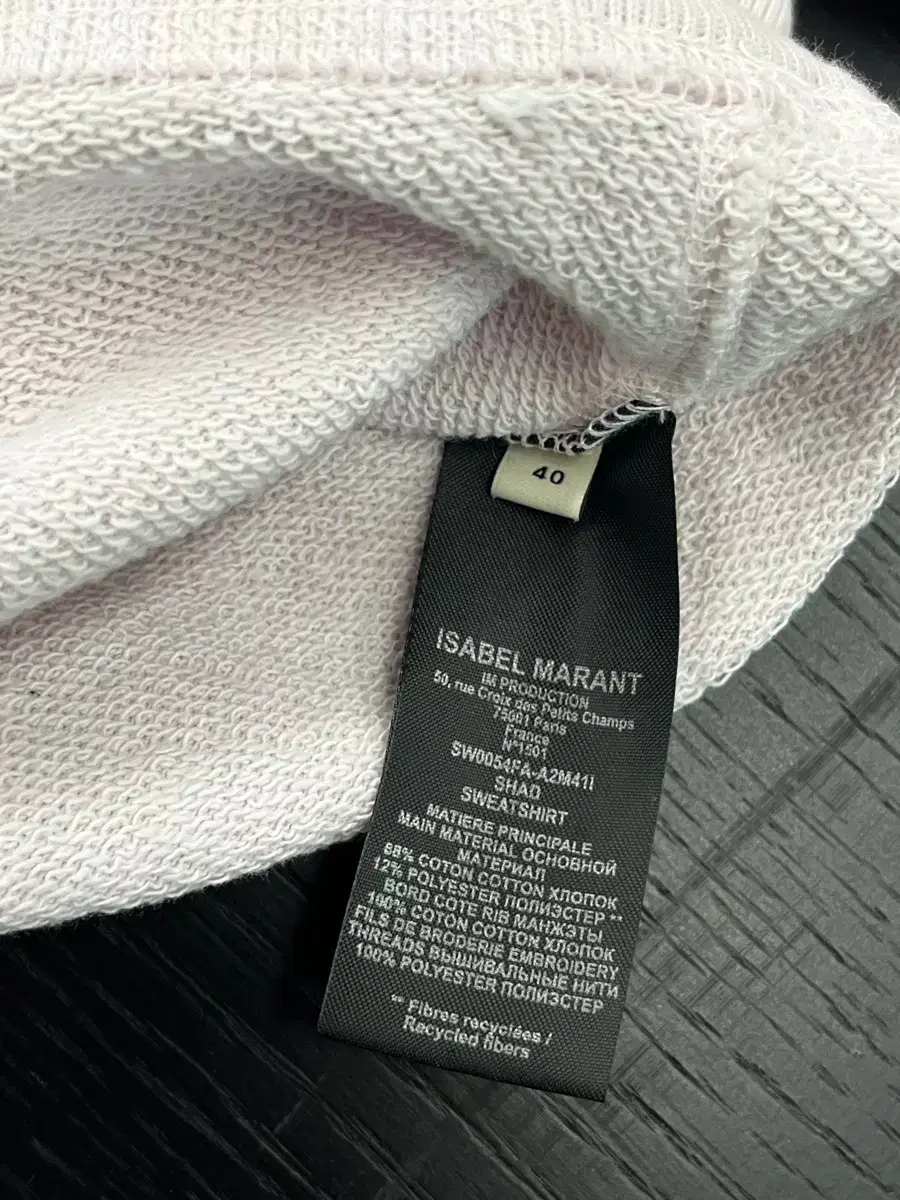 40
ISABEL MARANT
IM PRODUCTION
50, rue Croix des Petits Champs
75001 Paris
France
N°1501
SW0054FA-A2M41I
SHAD
SWEATSHIRT
MATIERE PRINCIPALE
MAIN MATERIAL ОСНОВНОЙ
МАТЕРИАЛ
88% COTON COTTON ХЛОПОК
12% POLYESTER ПОЛИЭСТЕР **
BORD COTE RIB МАНЖЭТЫ
100% COTON COTTON ХЛОПОК
FILS DE BRODERIE EMBROIDERY
THREADS ВЫШИВАЛЬНЫЕ НИТИ
100% POLYESTER ПОЛИЭСТЕР
** Fibres recyclées /
Recycled fibers